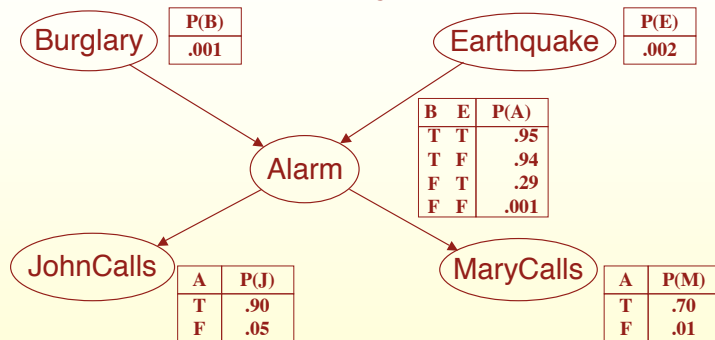 Burglary
P(B)
.001
Earthquake
P(E)
.002
B E P(A)
T T .95
T F .94
F T .29
F F .001
Alarm
JohnCalls
A P(J)
T .90
F .05
MaryCalls
A P(M)
T .70
F .01